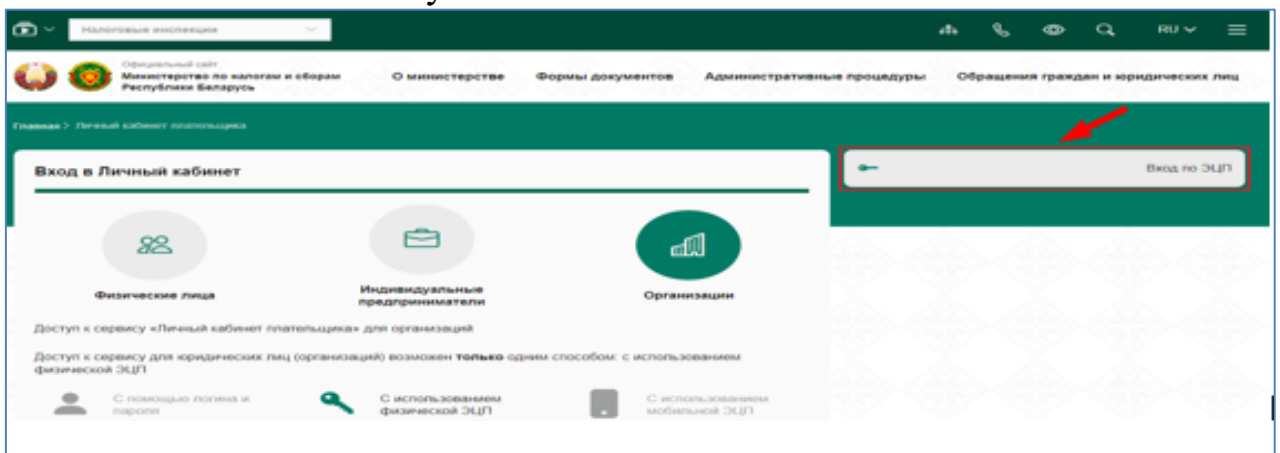 Налоговые инспекции
RU
Официальный сайт
Министерство по налогам и сборам
Республики Беларусь
О министерстве
Формы документов
Административные процедуры
Обращения граждан и юридических лиц
Главная > Личный кабинет плательщика
Вход в Личный кабинет
Вход по ЭЦП
Физические лица
Индивидуальные
предприниматели
Организации
Доступ к сервису «Личный кабинет плательщика» для организаций
Доступ к сервису для юридических лиц (организаций) возможен только одним способом: с использованием
физической ЭЦП
С помощью логина и
пароля
С использованием
физической ЭЦП
С использованием
мобильной ЭЦП